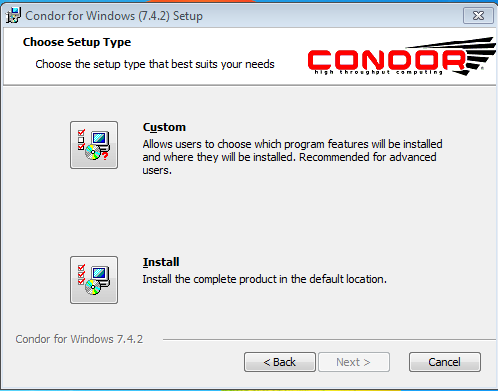 Condor for Windows (7.4.2) Setup
Choose Setup Type
Choose the setup type that best suits your needs
CONDOR
high throughput computing
Custom
Allows users to choose which program features will be installed
and where they will be installed. Recommended for advanced
users.
Install
Install the complete product in the default location.
Condor for Windows 7.4.2
< Back
Next >
Cancel